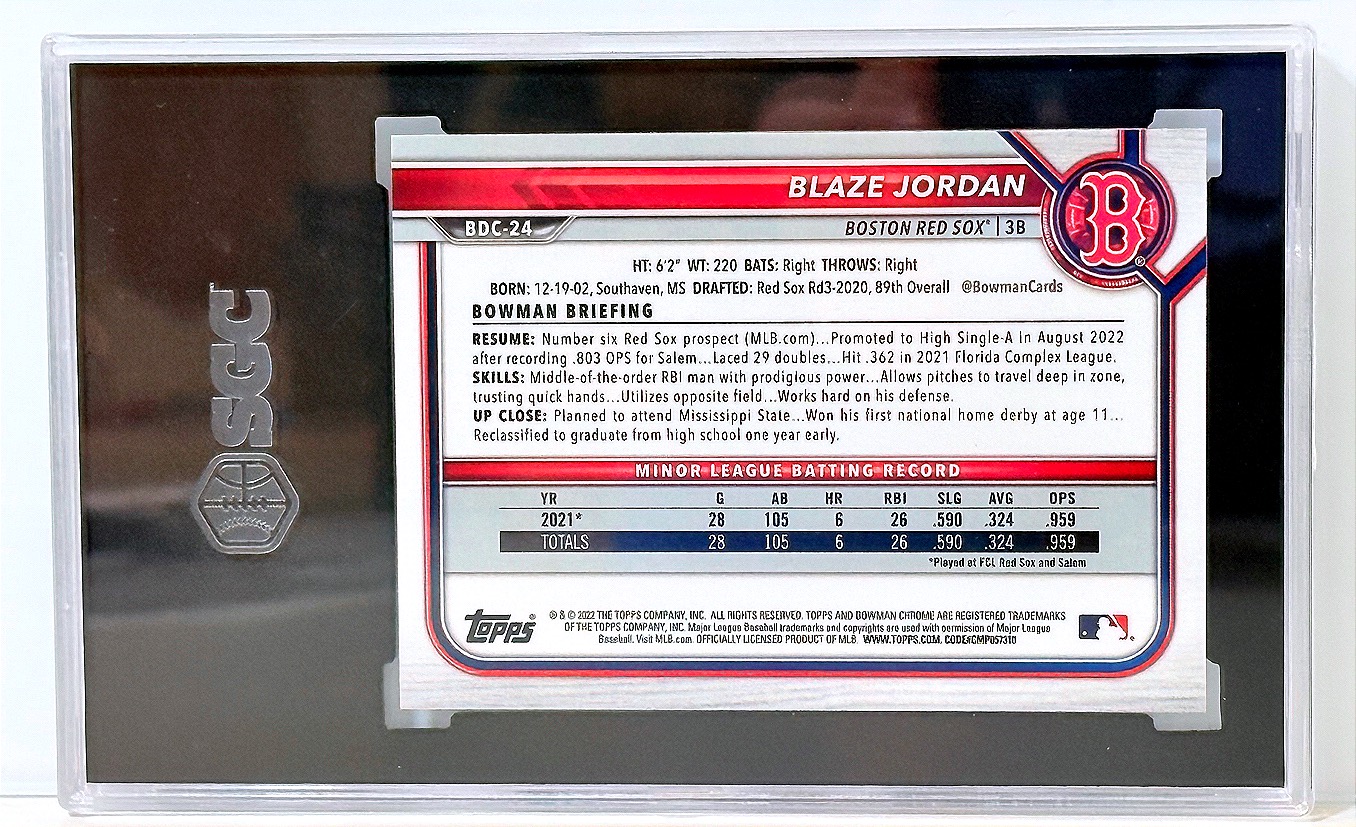 BLAZE JORDAN
BDC-24
BOSTON RED SOX® | 3B
B
®
HT: 6'2" WT: 220 BATS: Right THROWS: Right
BORN: 12-19-02, Southaven, MS DRAFTED: Red Sox Rd3-2020, 89th Overall @BowmanCards
BOWMAN BRIEFING
RESUME: Number six Red Sox prospect (MLB.com)...Promoted to High Single-A in August 2022
after recording .803 OPS for Salem...Laced 29 doubles...Hit .362 in 2021 Florida Complex League.
SKILLS: Middle-of-the-order RBI man with prodigious power...Allows pitches to travel deep in zone,
trusting quick hands...Utilizes opposite field...Works hard on his defense.
UP CLOSE: Planned to attend Mississippi State...Won his first national home derby at age 11...
Reclassified to graduate from high school one year early.
MINOR LEAGUE BATTING RECORD
YR G AB HR RBI SLG AVG OPS
2021* 28 105 6 26 .590 .324 .959
TOTALS 28 105 6 26 .590 .324 .959
*Played at FCL Red Sox and Salem
topps
® & © 2022 THE TOPPS COMPANY, INC. ALL RIGHTS RESERVED. TOPPS AND BOWMAN CHROME ARE REGISTERED TRADEMARKS
OF THE TOPPS COMPANY, INC. Major League Baseball trademarks and copyrights are used with permission of Major League
Baseball. Visit MLB.com. OFFICIALLY LICENSED PRODUCT OF MLB. WWW.TOPPS.COM. CODE#CMP057310
SGC